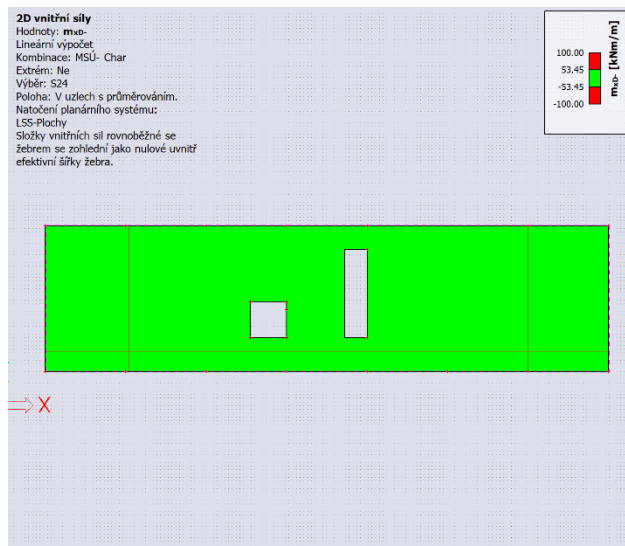 2D vnitřní síly
Hodnoty: mxD-
Lineární výpočet
Kombinace: MSÚ- Char
Extrém: Ne
Výběr: S24
Poloha: V uzlech s průměrováním.
Natočení planárního systému:
LSS-Plochy
Složky vnitřních sil rovnoběžné se
žebrem se zohlední jako nulové uvnitř
efektivní šířky žebra.
100.00
53.45
-53.45
-100.00
mxD- [kNm/m]
X